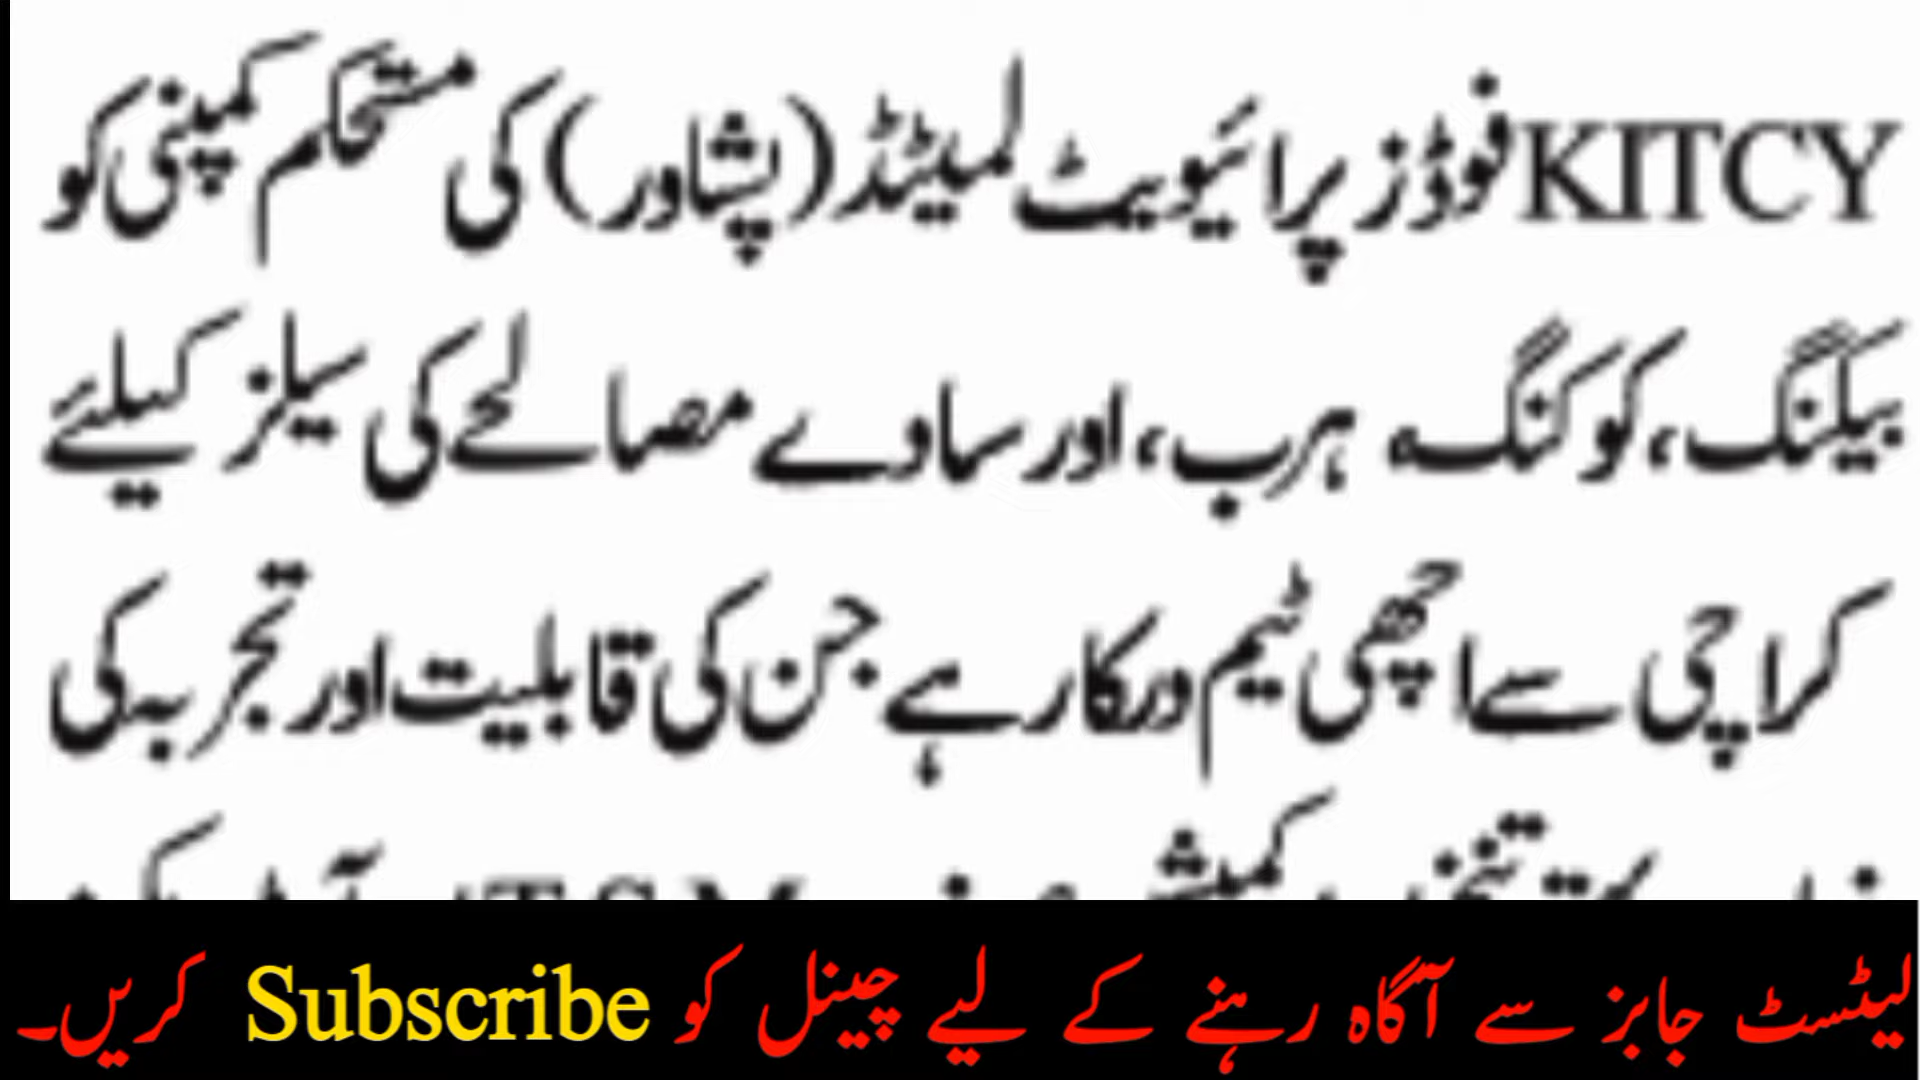 KITCY فوڈز پرائیویٹ لمیٹڈ (پشاور) کی مستحکم کمپنی کو
بیکنگ، کوکنگ، ہرب، اور سادے مصالحے کی سیلز کیلئے
کراچی سے اچھی ٹیم درکار ہے جن کی قابلیت اور تجربہ کی
لیٹسٹ جابز سے آگاہ رہنے کے لیے چینل کو Subscribe کریں۔